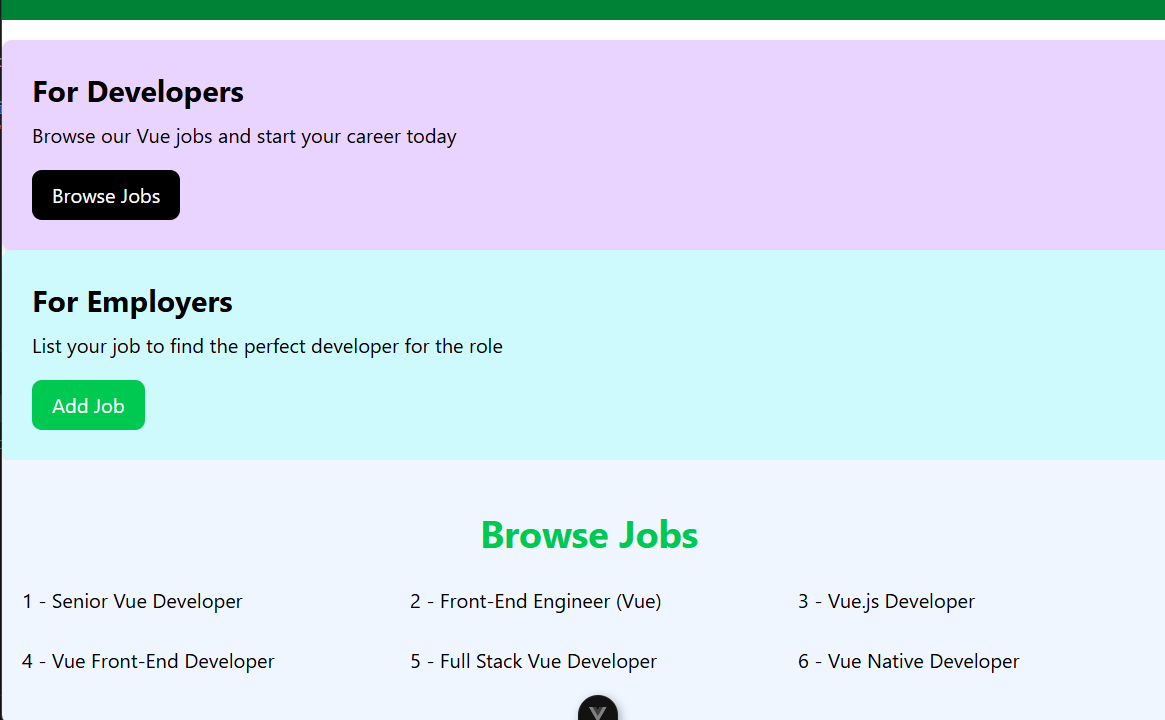 For Developers
Browse our Vue jobs and start your career today
Browse Jobs
For Employers
List your job to find the perfect developer for the role
Add Job
Browse Jobs
1 - Senior Vue Developer
2 - Front-End Engineer (Vue)
3 - Vue.js Developer
4 - Vue Front-End Developer
5 - Full Stack Vue Developer
6 - Vue Native Developer